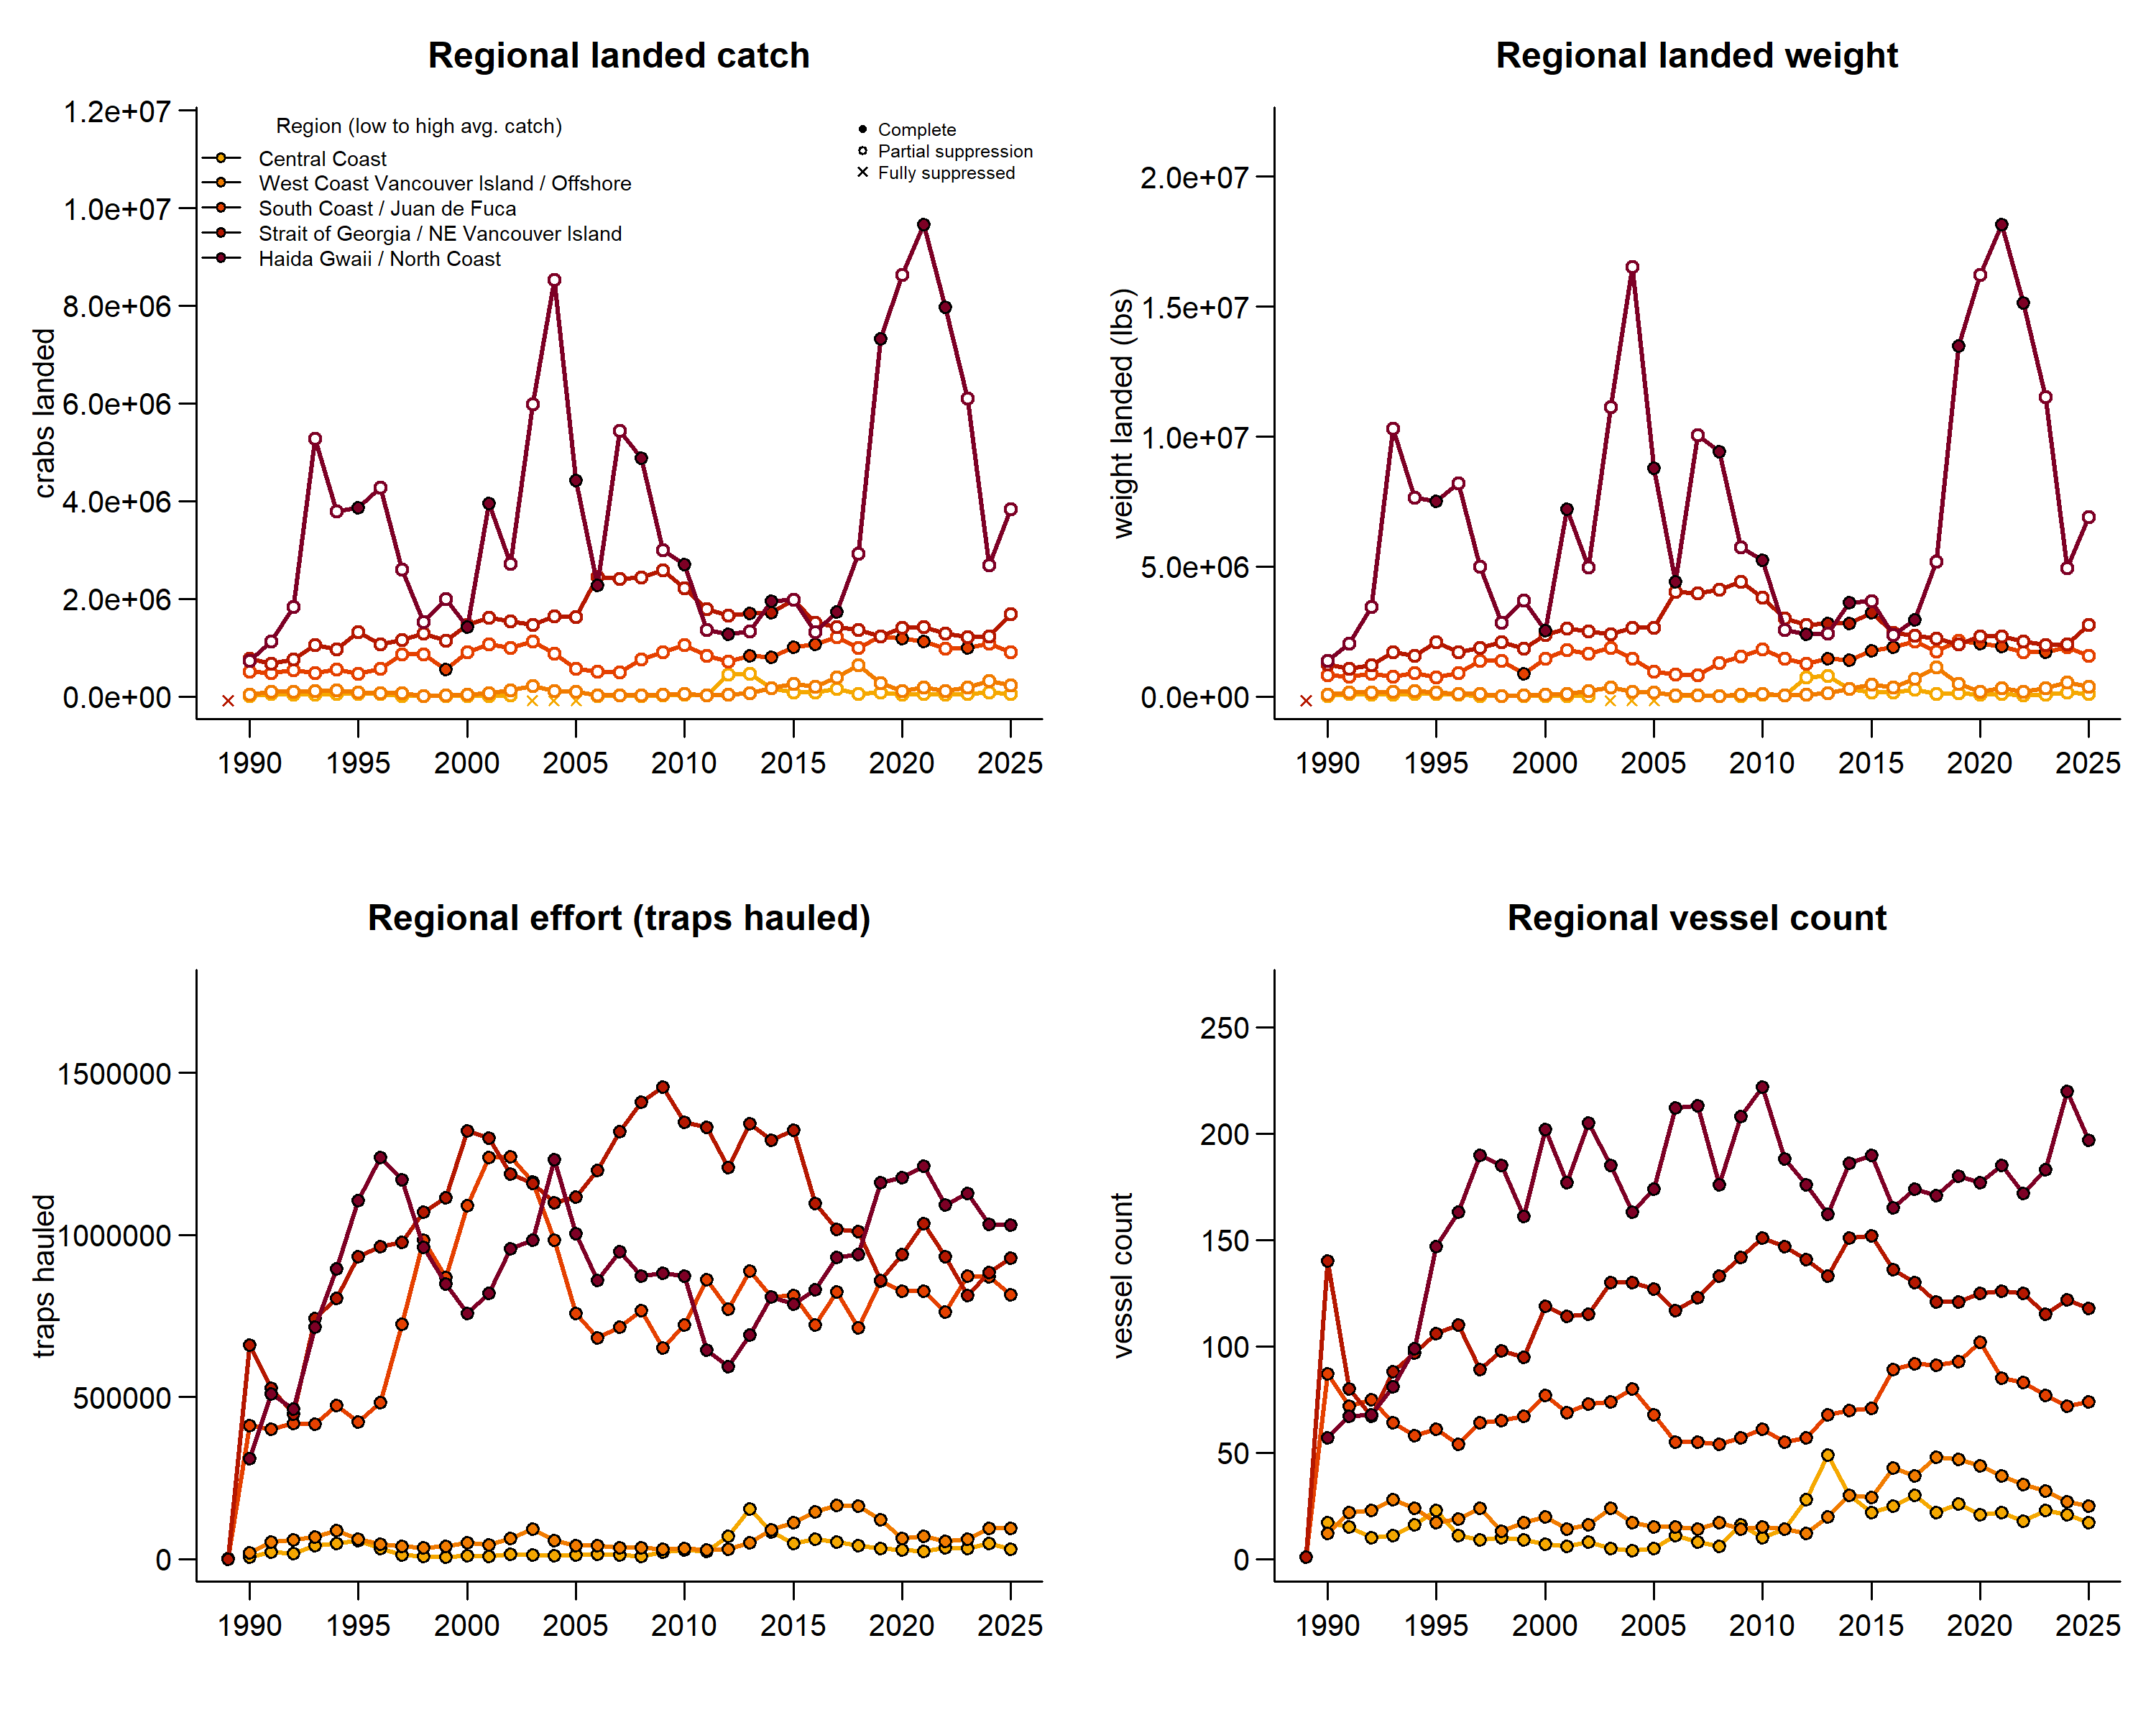 Regional landed catch
1.2e+07
1.0e+07
8.0e+06
6.0e+06
4.0e+06
2.0e+06
0.0e+00
crabs landed
Region (low to high avg. catch)
Central Coast
West Coast Vancouver Island / Offshore
South Coast / Juan de Fuca
Strait of Georgia / NE Vancouver Island
Haida Gwaii / North Coast
Complete
Partial suppression
Fully suppressed
1990 1995 2000 2005 2010 2015 2020 2025
Regional landed weight
2.0e+07
1.5e+07
1.0e+07
5.0e+06
0.0e+00
weight landed (lbs)
1990 1995 2000 2005 2010 2015 2020 2025
Regional effort (traps hauled)
1500000
1000000
500000
0
traps hauled
1990 1995 2000 2005 2010 2015 2020 2025
Regional vessel count
250
200
150
100
50
0
vessel count
1990 1995 2000 2005 2010 2015 2020 2025